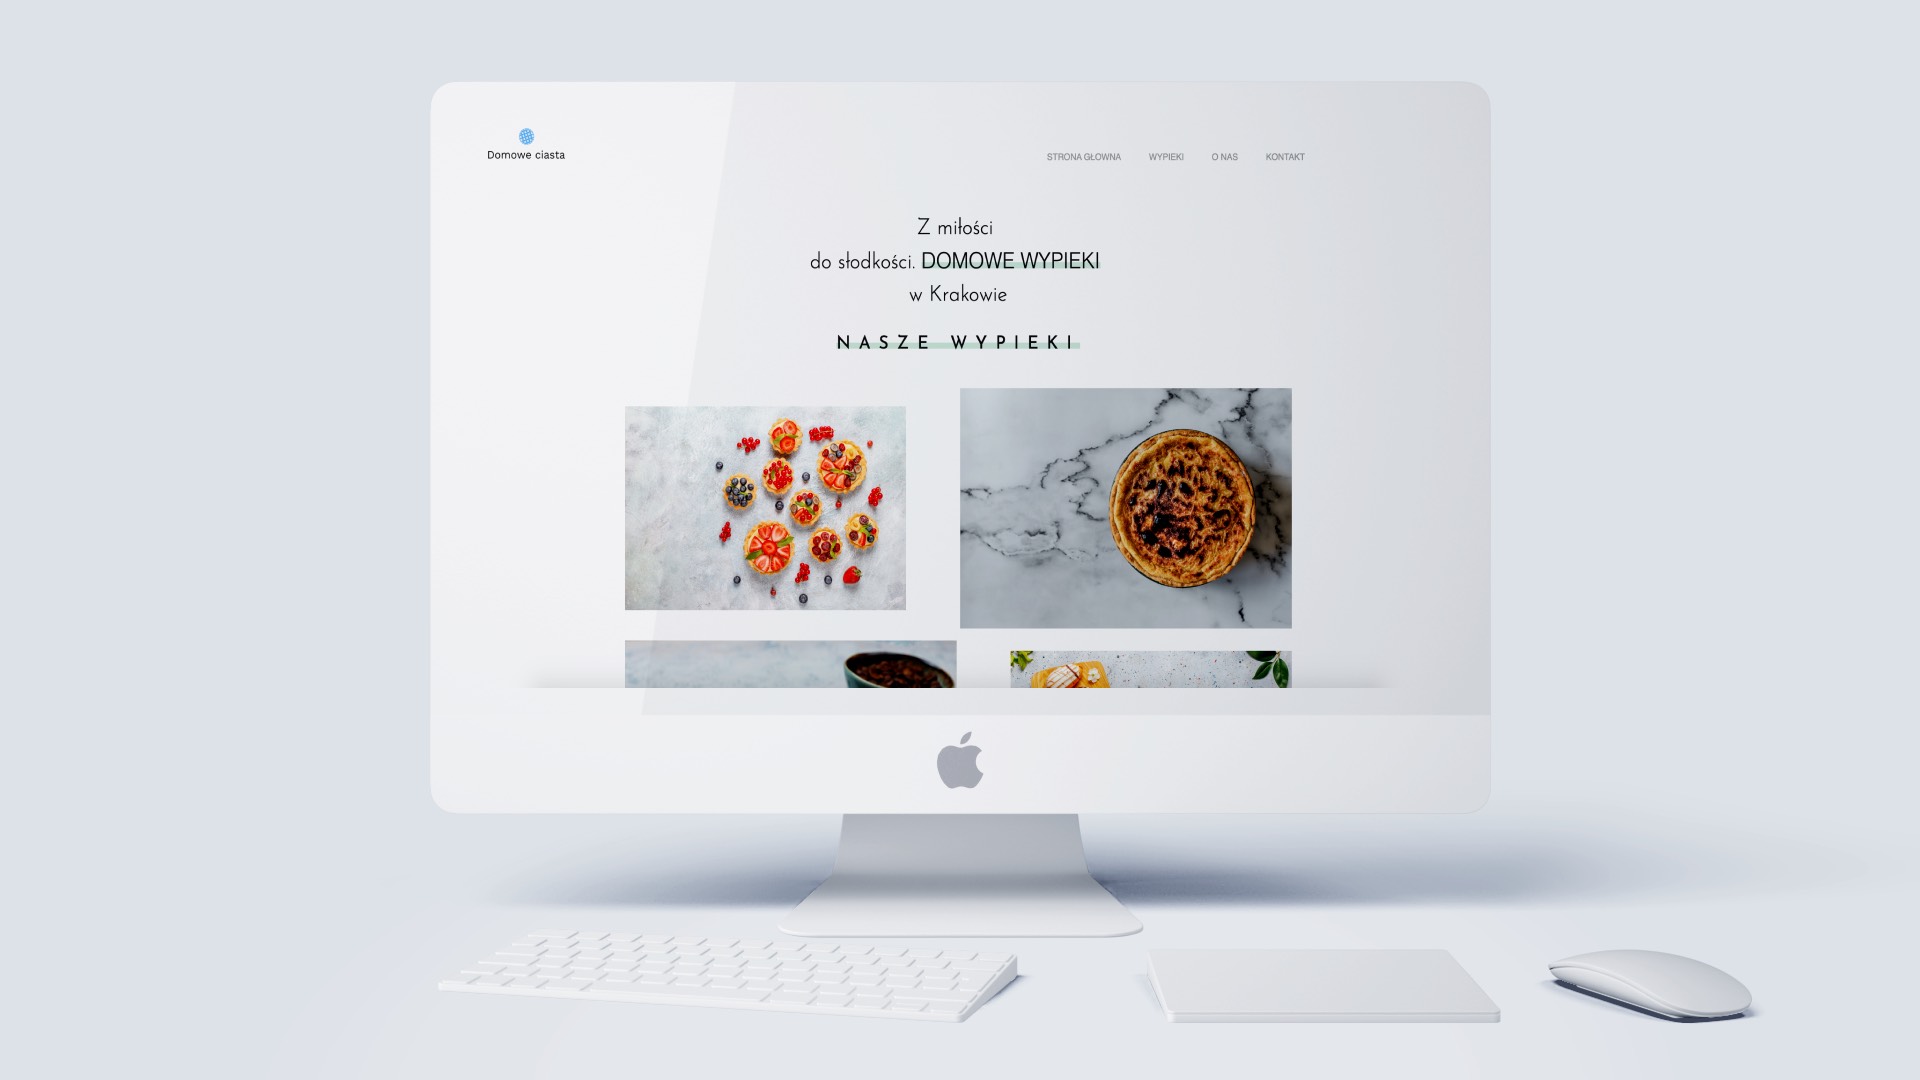 Domowe ciasta
STRONA GŁOWNA WYPIEKI O NAS KONTAKT
Z miłości
do słodkości. DOMOWE WYPIEKI
w Krakowie
NASZE WYPIEKI